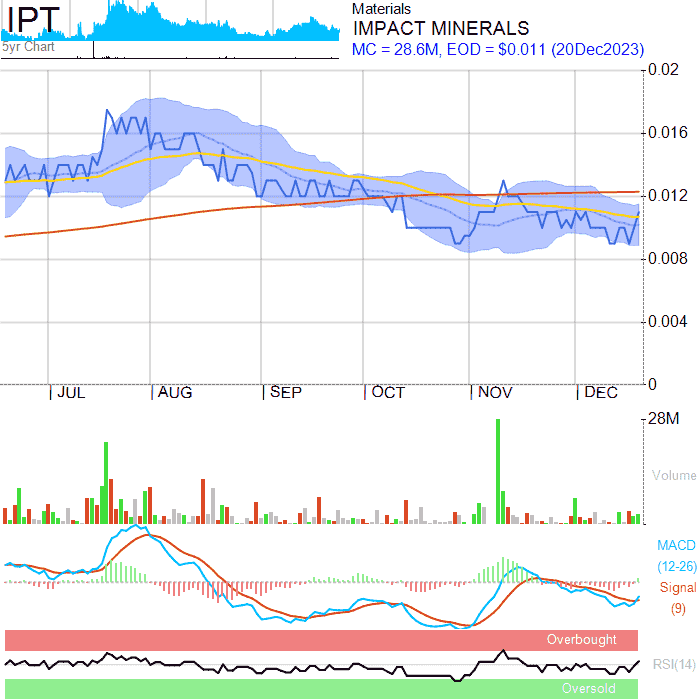 IPT
5yr Chart
Materials
IMPACT MINERALS
MC = 28.6M, EOD = $0.011 (20Dec2023)
0.02
0.016
0.012
0.008
0.004
0
JUL AUG SEP OCT NOV DEC
28M
Volume
MACD
(12-26)
Signal
(9)
Overbought
RSI(14)
Oversold